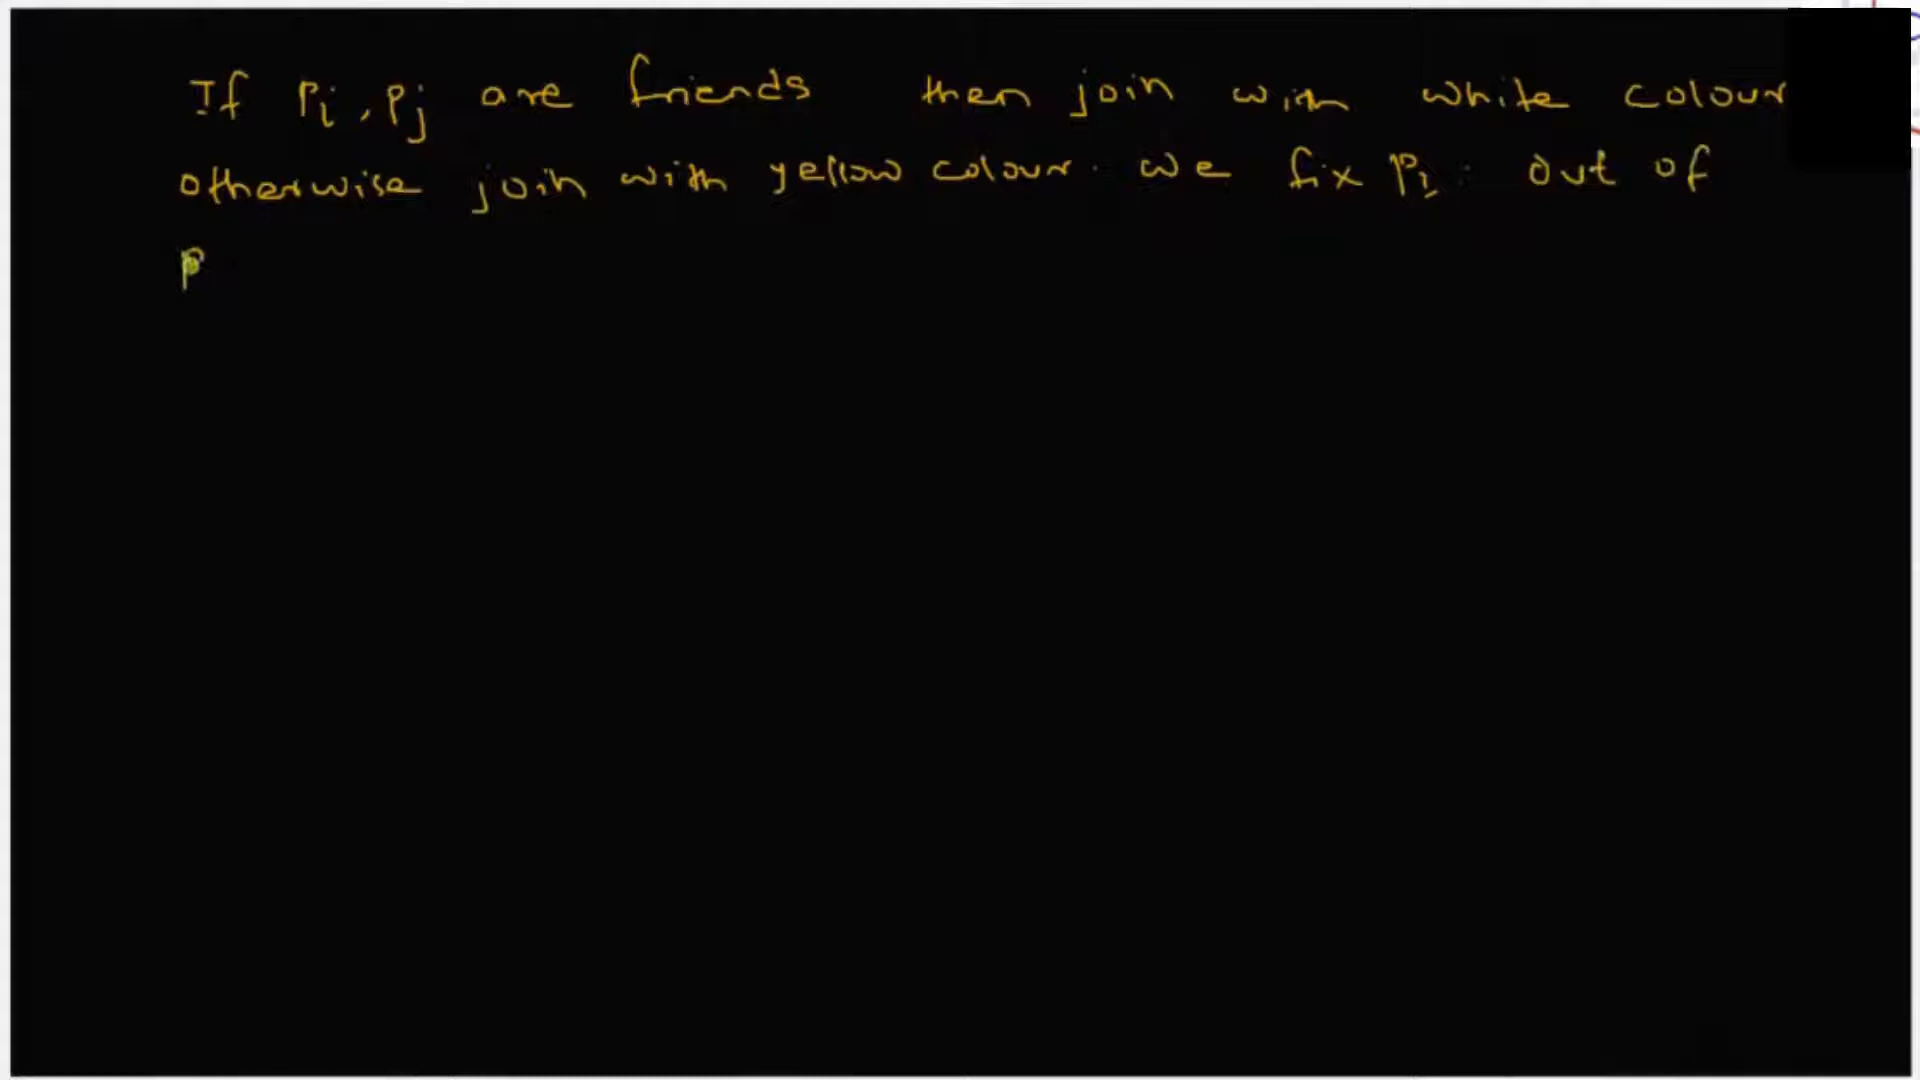 If Pi, Pj are friends then join with white colour
otherwise join with yellow colour. we fix P1. out of
P